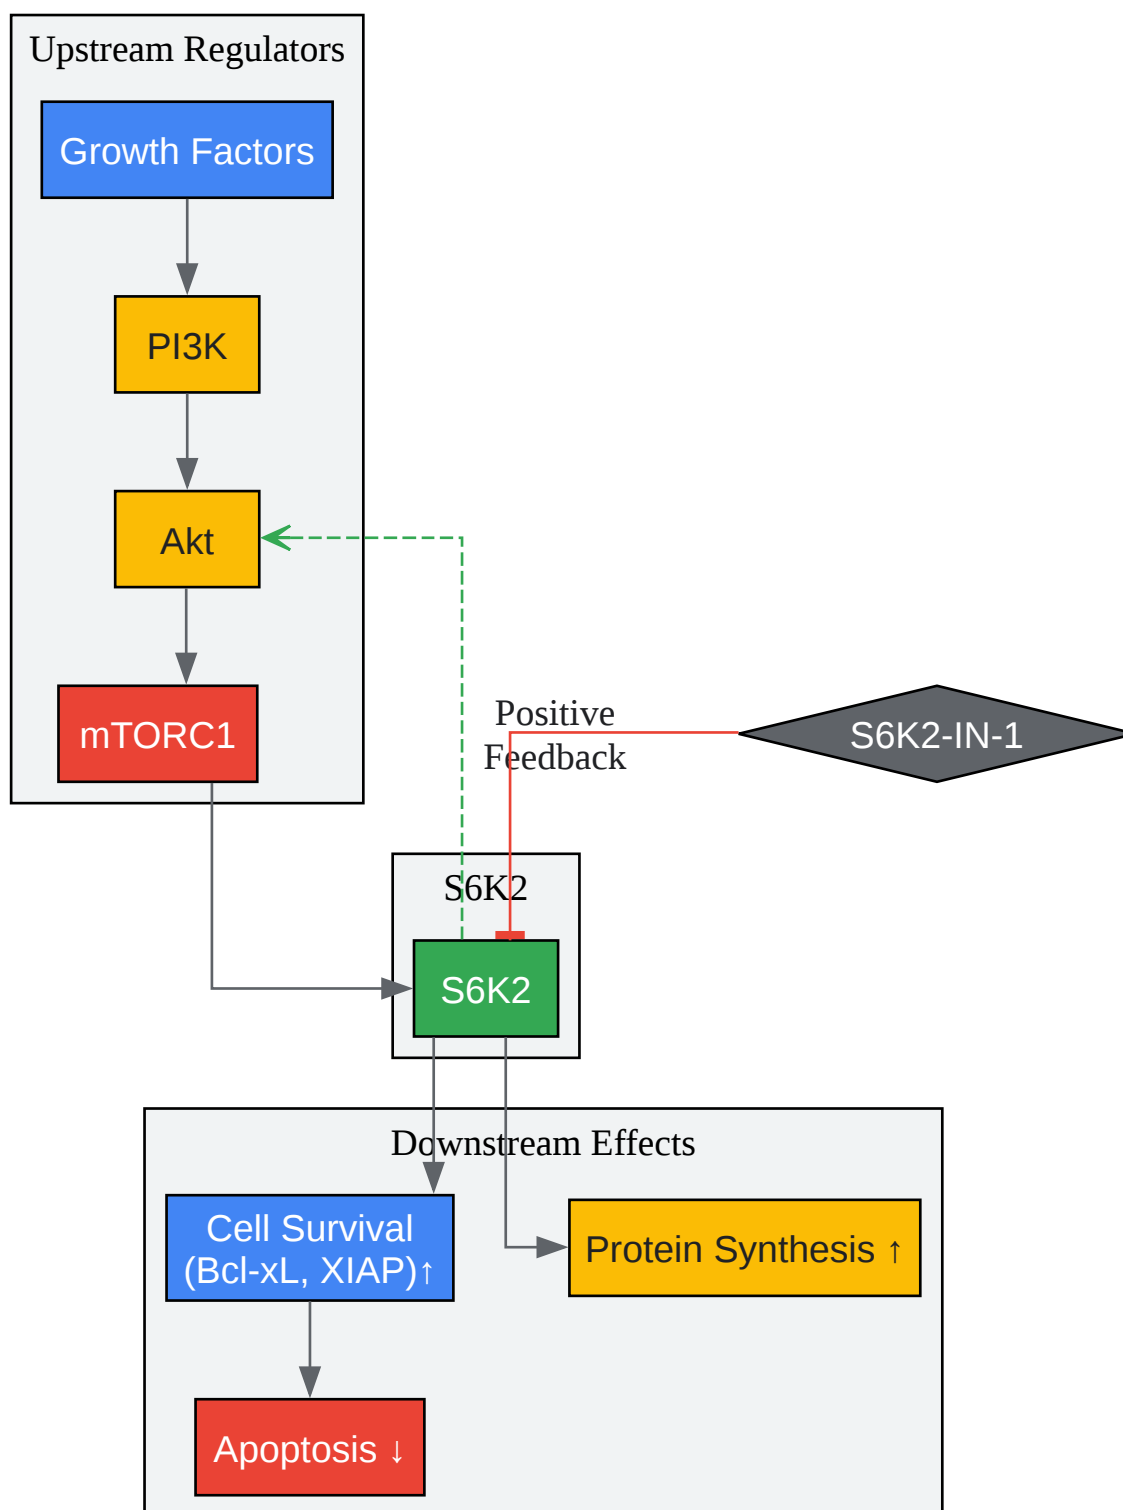 Upstream Regulators
Growth Factors
PI3K
Akt
mTORC1
Positive
Feedback
S6K2-IN-1
S6K2
S6K2
Downstream Effects
Cell Survival
(Bcl-xL, XIAP)↑
Protein Synthesis ↑
Apoptosis ↓